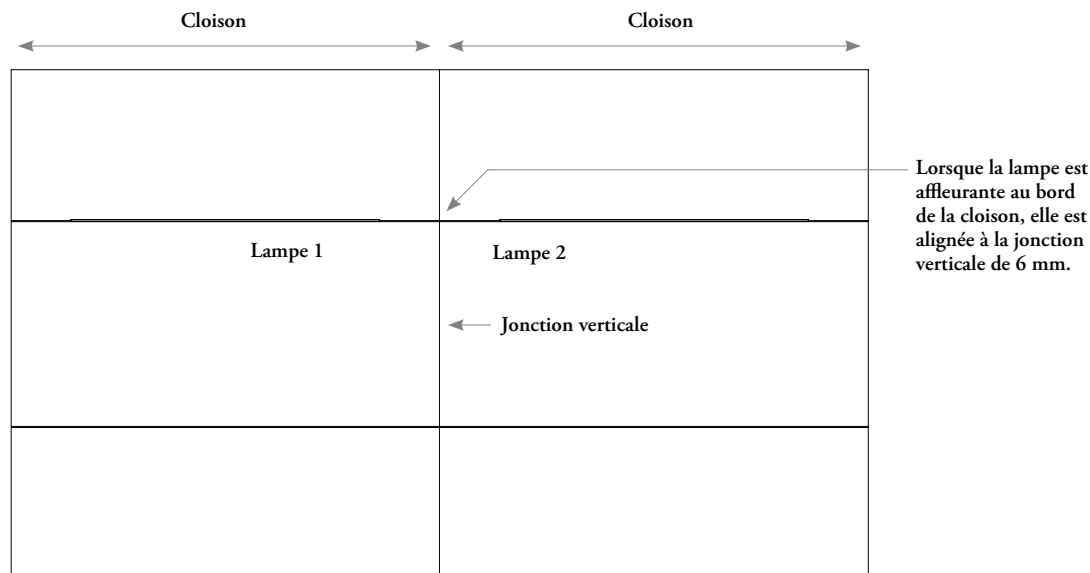 Cloison
Cloison
Lorsque la lampe est
affleurante au bord
de la cloison, elle est
alignée à la jonction
verticale de 6 mm.
Lampe 1
Lampe 2
Jonction verticale